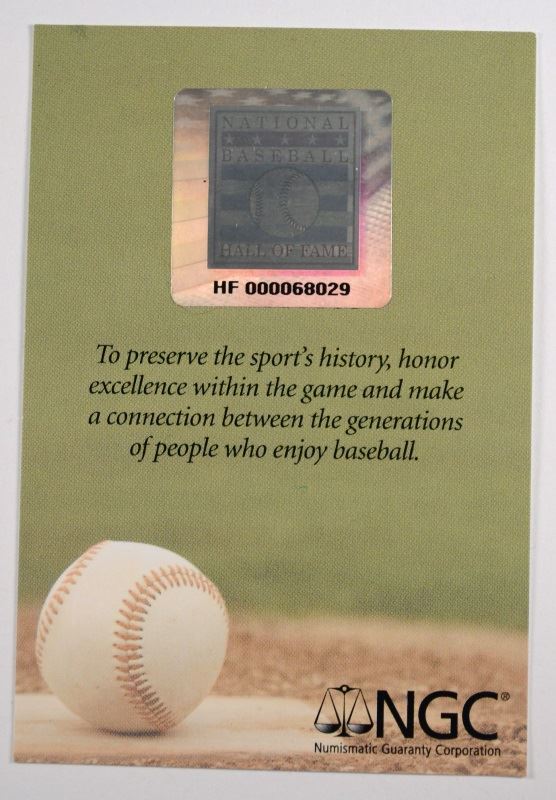 NATIONAL
BASEBALL
HALL OF FAME
HF 000068029
To preserve the sport's history, honor
excellence within the game and make
a connection between the generations
of people who enjoy baseball.
NGC®
Numismatic Guaranty Corporation